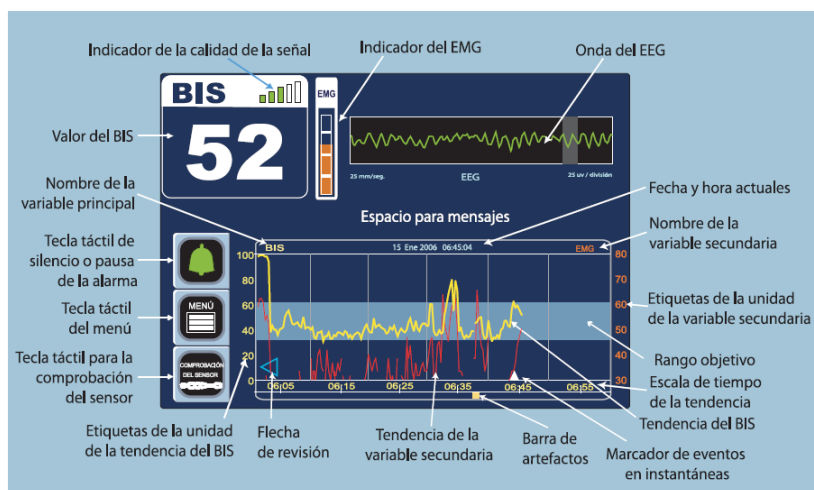 Indicador de la calidad de la señal
Indicador del EMG
Onda del EEG
BIS
EMG
52
Valor del BIS
25 mm/seg.
EEG
25 uv / división
Nombre de la
variable principal
Fecha y hora actuales
Espacio para mensajes
Nombre de la
variable secundaria
Tecla táctil de
silencio o pausa
de la alarma
BIS
15 Ene 2006 06:45:04
EMG
100
80
60
40
20
0
80
70
60
50
40
30
Etiquetas de la unidad
de la variable secundaria
Tecla táctil
del menú
MENÚ
Rango objetivo
Tecla táctil para la
comprobación
del sensor
COMPROBACIÓN
DEL SENSOR
Escala de tiempo
de la tendencia
06:05
06:15
06:25
06:35
06:45
06:55
Tendencia del BIS
Etiquetas de la unidad
de la tendencia del BIS
Flecha
de revisión
Tendencia de la
variable secundaria
Barra de
artefactos
Marcador de eventos
en instantáneas